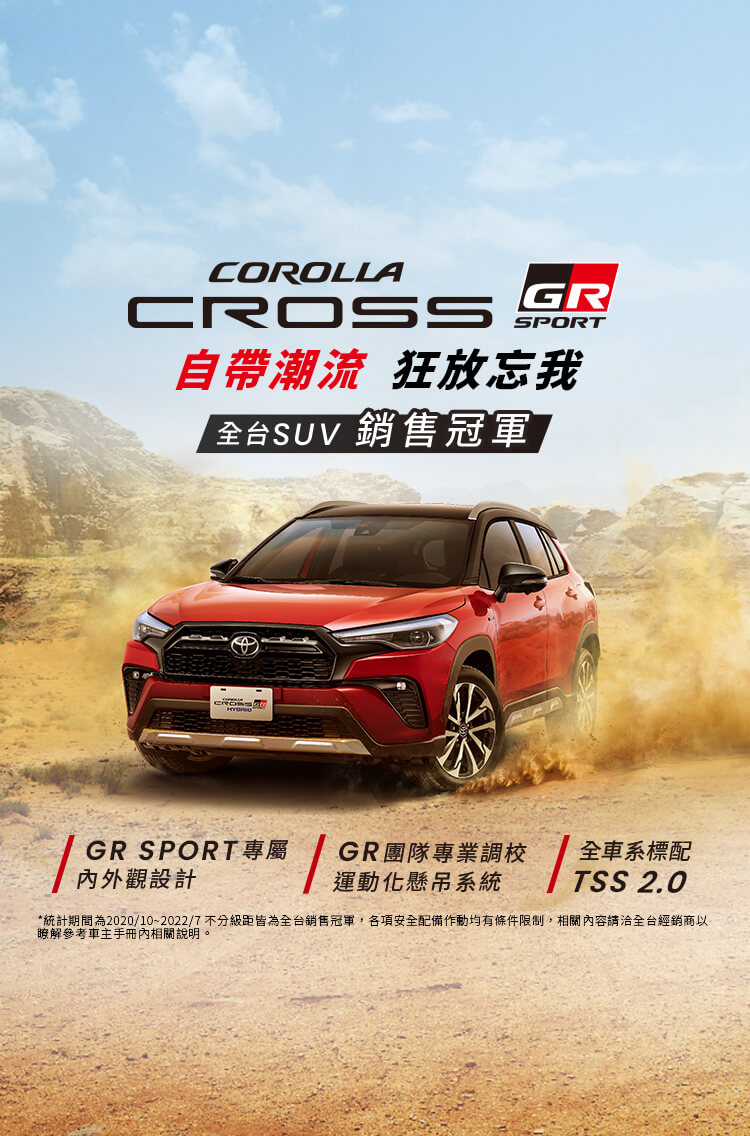 COROLLA
CROSS GR
SPORT
自帶潮流 狂放忘我
全台SUV 銷售冠軍
COROLLA
CROSS GR
HYBRID
GR SPORT專屬
內外觀設計
GR團隊專業調校
運動化懸吊系統
全車系標配
TSS 2.0
*統計期間為2020/10~2022/7 不分級距皆為全台銷售冠軍，各項安全配備作動均有條件限制，相關內容請洽全台經銷商以
瞭解參考車主手冊內相關說明。